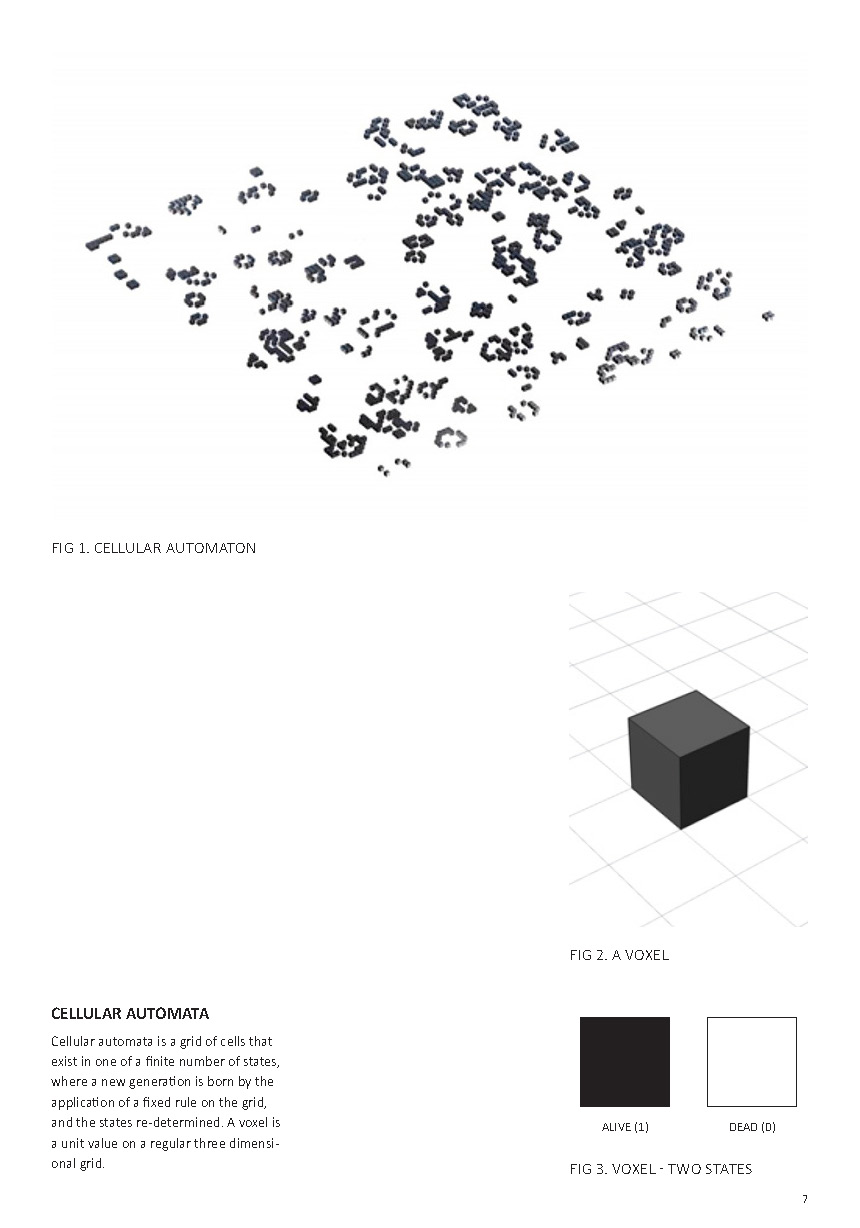 FIG 1. CELLULAR AUTOMATON
FIG 2. A VOXEL
CELLULAR AUTOMATA
Cellular automata is a grid of cells that
exist in one of a finite number of states,
where a new generation is born by the
application of a fixed rule on the grid,
and the states re-determined. A voxel is
a unit value on a regular three dimensi-
onal grid.
ALIVE (1)
DEAD (0)
FIG 3. VOXEL - TWO STATES
7